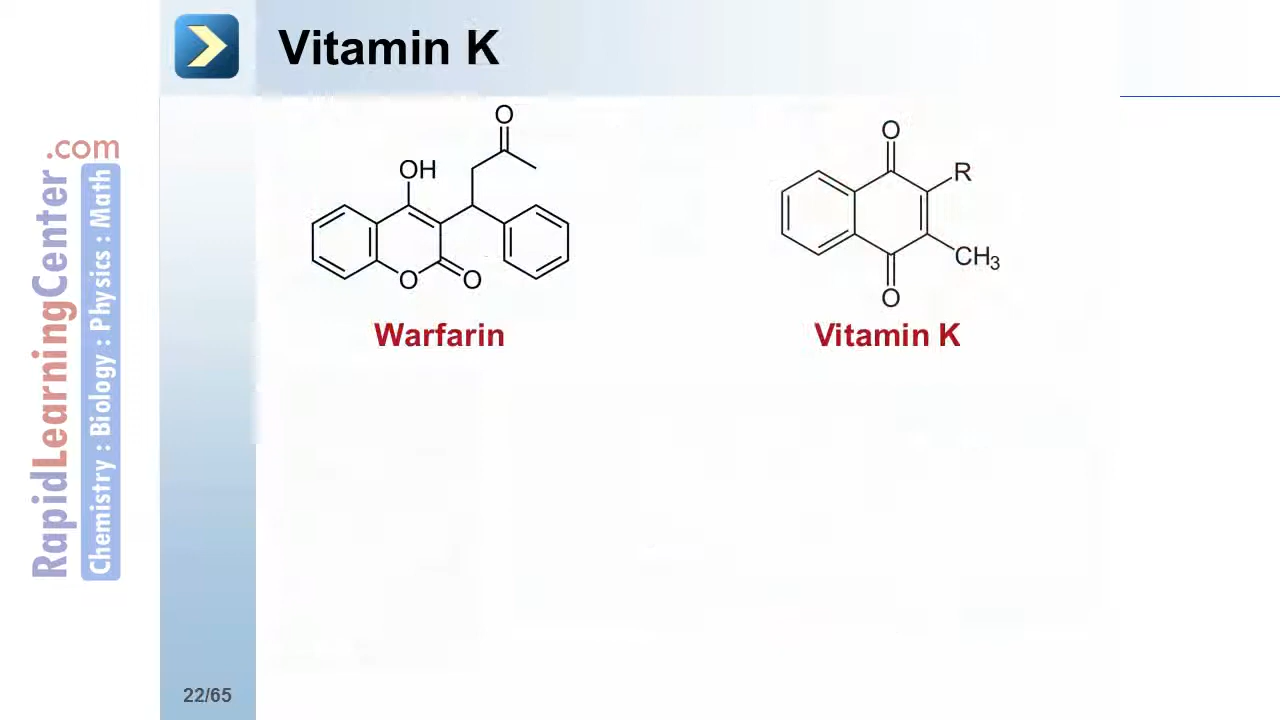 Vitamin K
O
OH
O
O
Warfarin
O
R
CH3
O
Vitamin K
RapidLearningCenter.com
Chemistry : Biology : Physics : Math
22/65